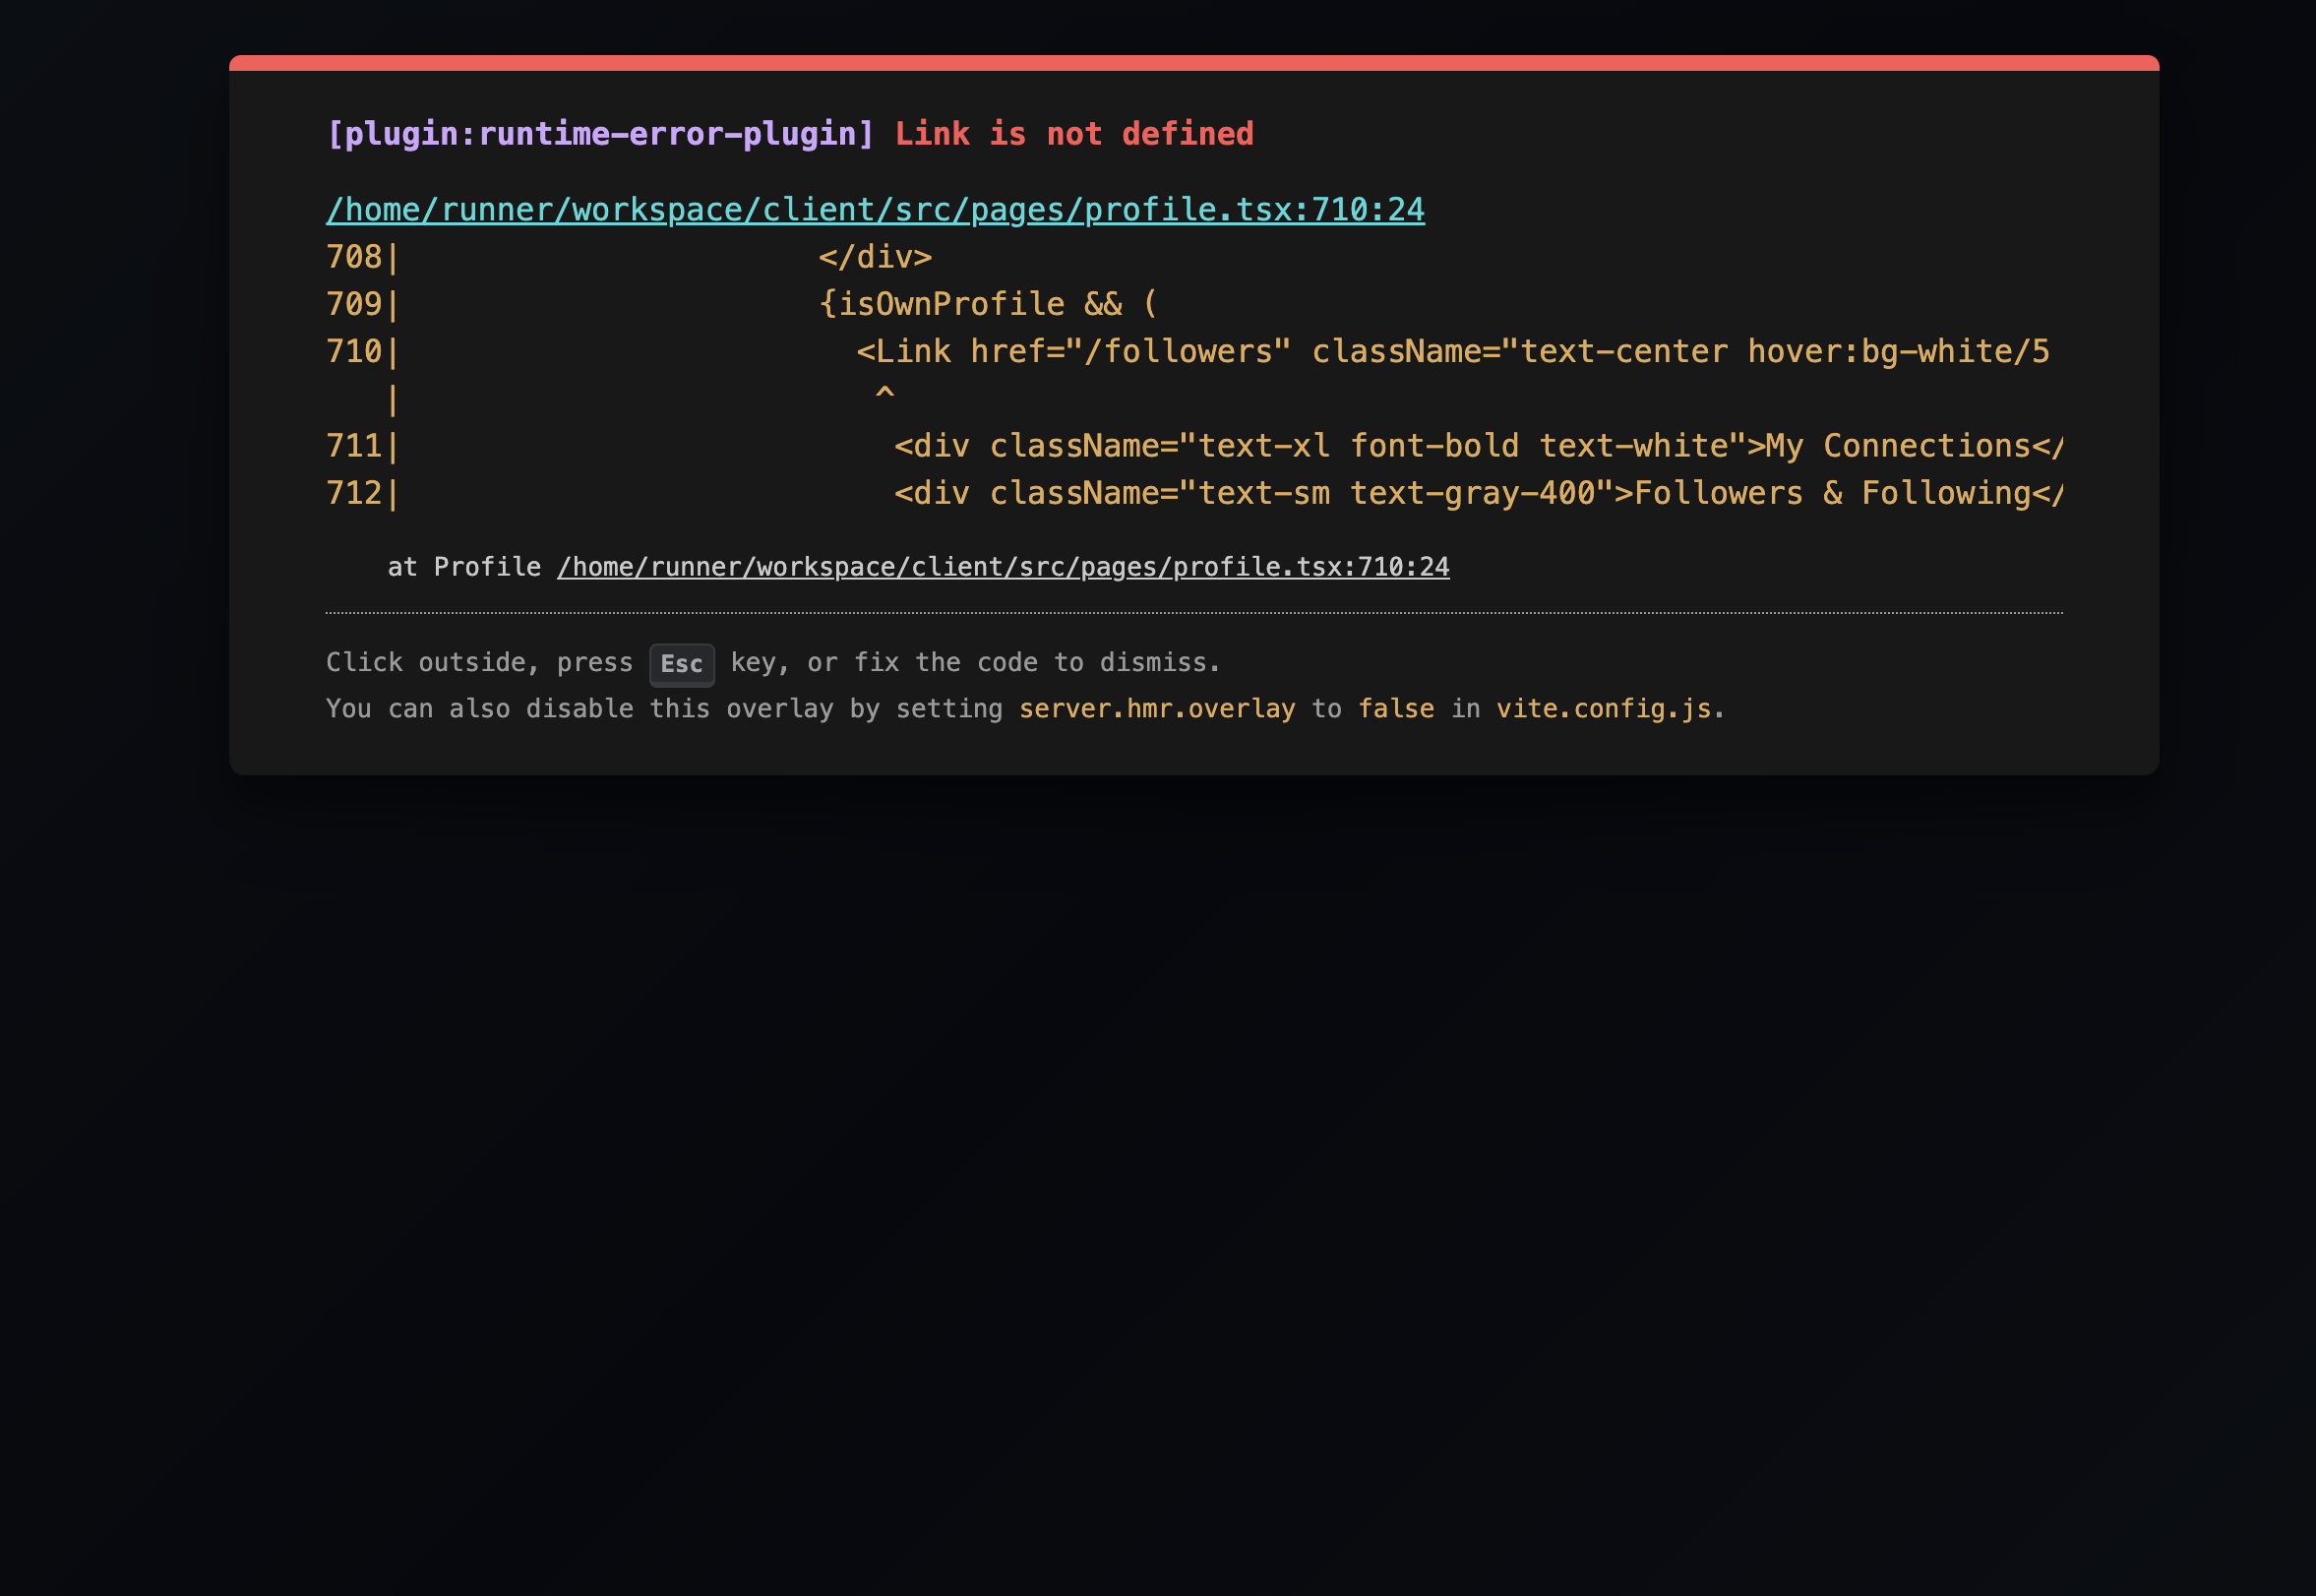 [plugin:runtime-error-plugin] Link is not defined
/home/runner/workspace/client/src/pages/profile.tsx:710:24
708|                      </div>
709|                      {isOwnProfile && (
710|                        <Link href="/followers" className="text-center hover:bg-white/5
   |                         ^
711|                          <div className="text-xl font-bold text-white">My Connections</
712|                          <div className="text-sm text-gray-400">Followers & Following</
    at Profile /home/runner/workspace/client/src/pages/profile.tsx:710:24
Click outside, press Esc key, or fix the code to dismiss.
You can also disable this overlay by setting server.hmr.overlay to false in vite.config.js.